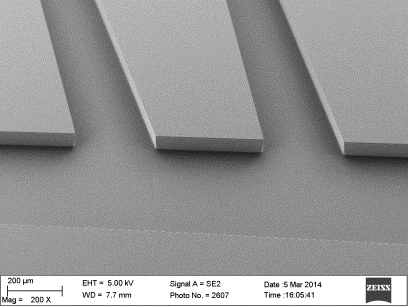 200 µm
Mag = 200 X
EHT = 5.00 kV
WD = 7.7 mm
Signal A = SE2
Photo No. = 2607
Date :5 Mar 2014
Time :16:05:41
ZEISS